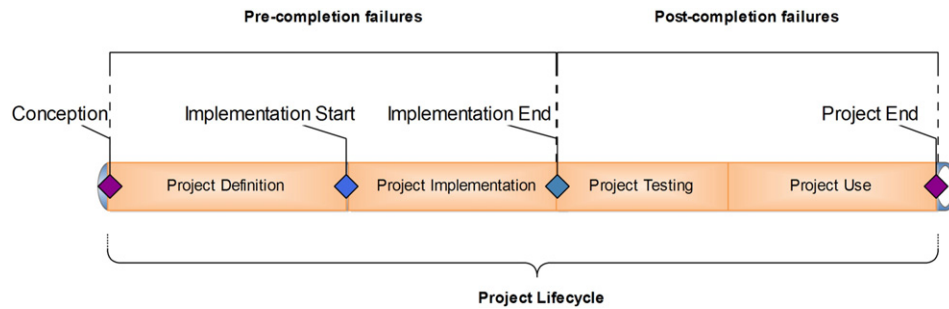 Pre-completion failures
Post-completion failures
Conception
Implementation Start
Implementation End
Project End
Project Definition
Project Implementation
Project Testing
Project Use
Project Lifecycle